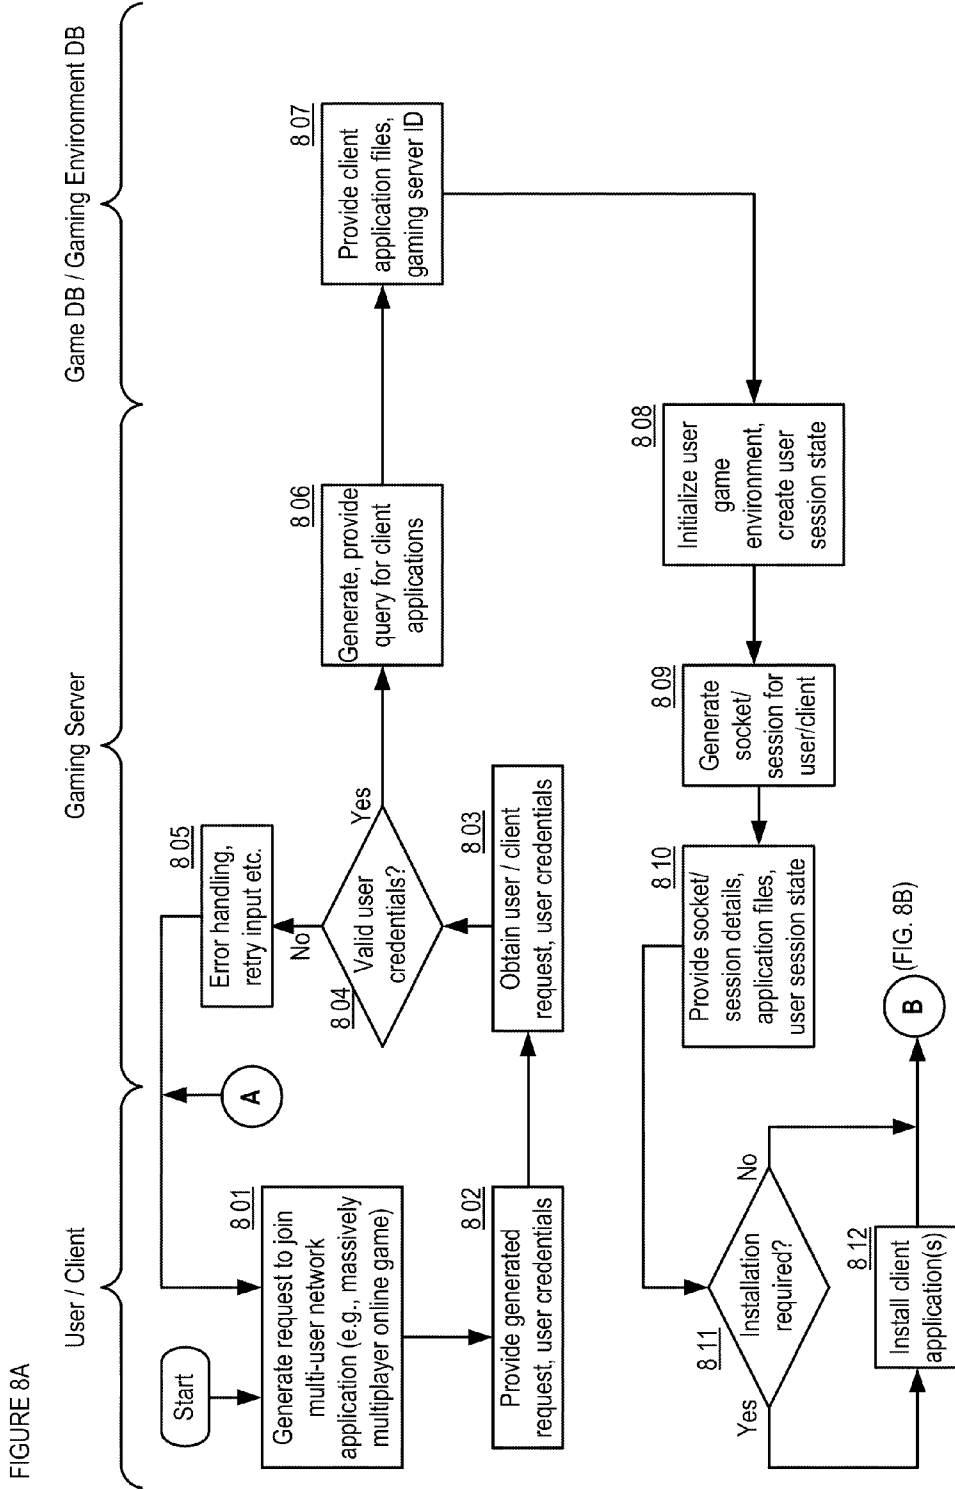 FIGURE 8A
User / Client
Gaming Server
Game DB / Gaming Environment DB
Start
A
8 01
Generate request to join
multi-user network
application (e.g., massively
multiplayer online game)
8 02
Provide generated
request, user credentials
8 03
Obtain user / client
request, user credentials
8 04
Valid user
credentials?
No
Yes
8 05
Error handling,
retry input etc.
8 06
Generate, provide
query for client
applications
8 07
Provide client
application files,
gaming server ID
8 08
Initialize user
game
environment,
create user
session state
8 09
Generate
socket/
session for
user/client
8 10
Provide socket/
session details,
application files,
user session state
8 11
Installation
required?
Yes
No
8 12
Install client
application(s)
B
(FIG. 8B)